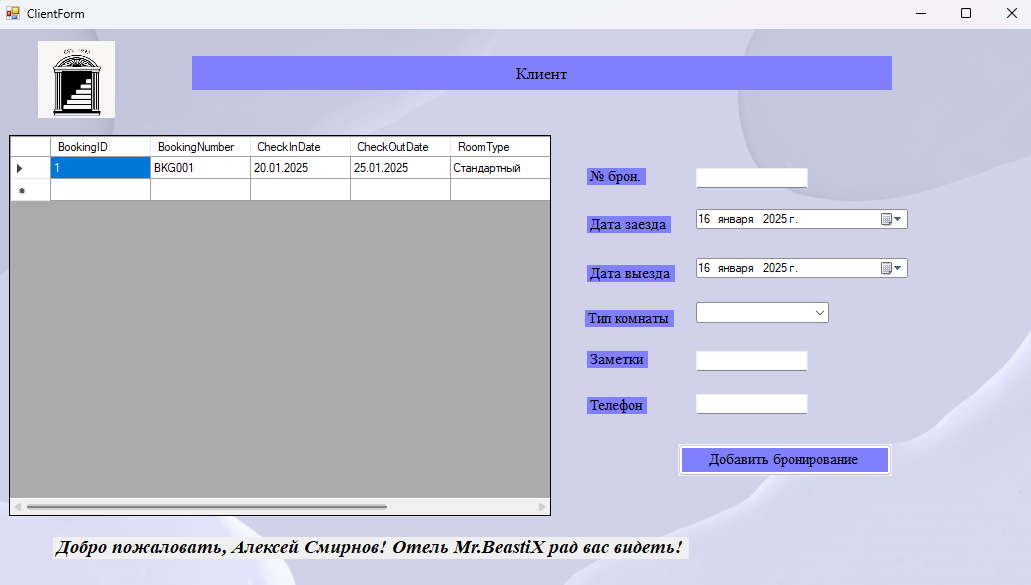 ClientForm
Клиент
BookingID BookingNumber CheckInDate CheckOutDate RoomType
1 BKG001 20.01.2025 25.01.2025 Стандартный
№ брон.
Дата заезда 16 января 2025 г.
Дата выезда 16 января 2025 г.
Тип комнаты
Заметки
Телефон
Добавить бронирование
Добро пожаловать, Алексей Смирнов! Отель Mr.BeastiX рад вас видеть!